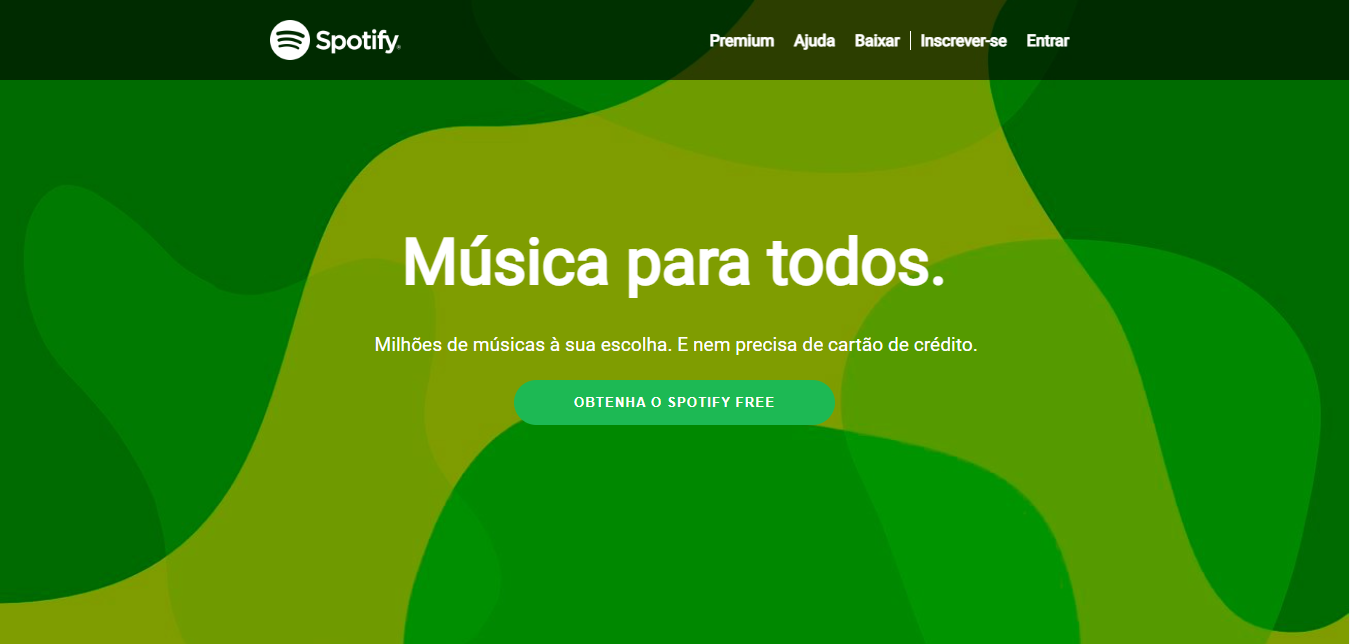 Spotify®
Premium Ajuda Baixar Inscrever-se Entrar
Música para todos.
Milhões de músicas à sua escolha. E nem precisa de cartão de crédito.
OBTENHA O SPOTIFY FREE